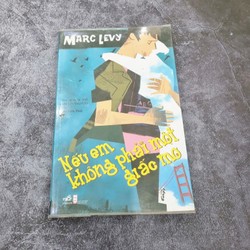 MARC LEVY
Nếu em
không phải một
giấc mơ